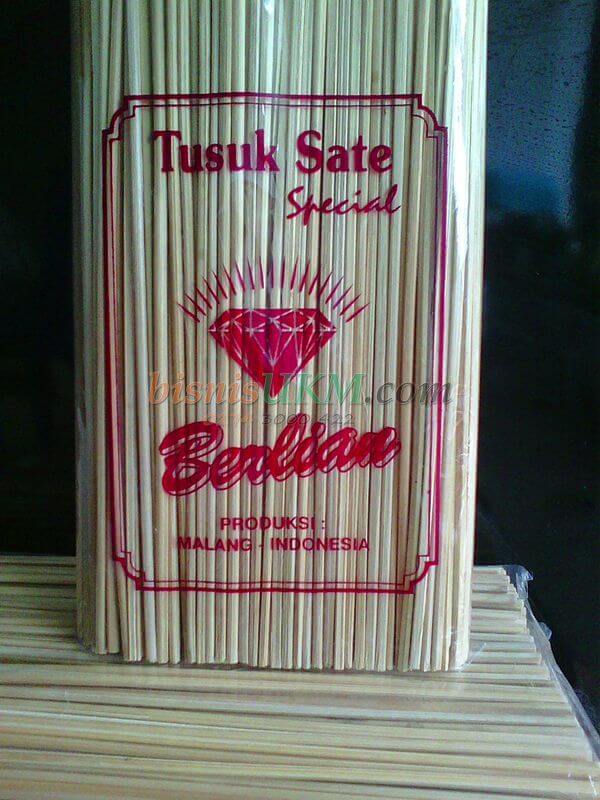 Tusuk Sate
Special
bisnisUKM.com
Berlian
PRODUKSI :
MALANG - INDONESIA